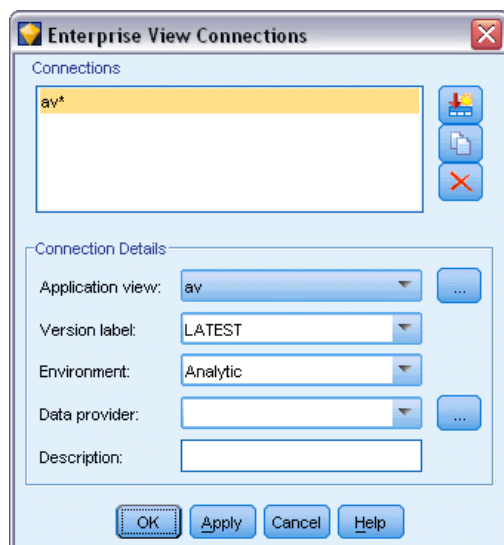 Enterprise View Connections
Connections
av*
Connection Details
Application view: av ...
Version label: LATEST
Environment: Analytic
Data provider: ...
Description:
OK Apply Cancel Help